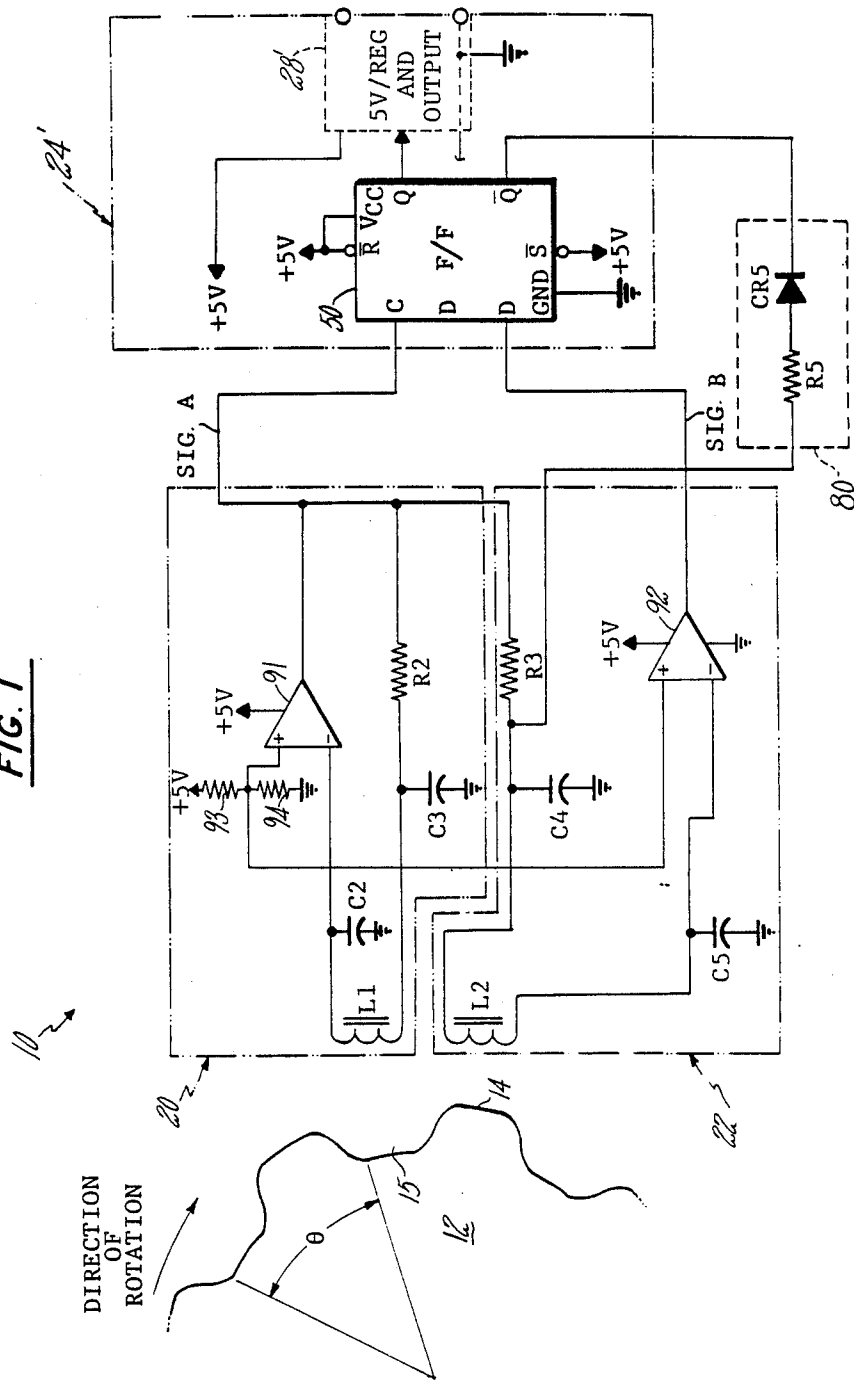 FIG. 1
10
DIRECTION
OF
ROTATION
θ
12
14
15
20
22
+5V
93
94
+5V
91
+
-
C2
L1
C3
R2
SIG. A
L2
C4
R3
C5
+5V
92
+
-
SIG. B
24'
+5V
28'
5V/REG
AND
OUTPUT
50
+5V
R̅
VCC
C
D
D
F/F
Q
Q̅
GND
S̅
+5V
R5
CR5
80